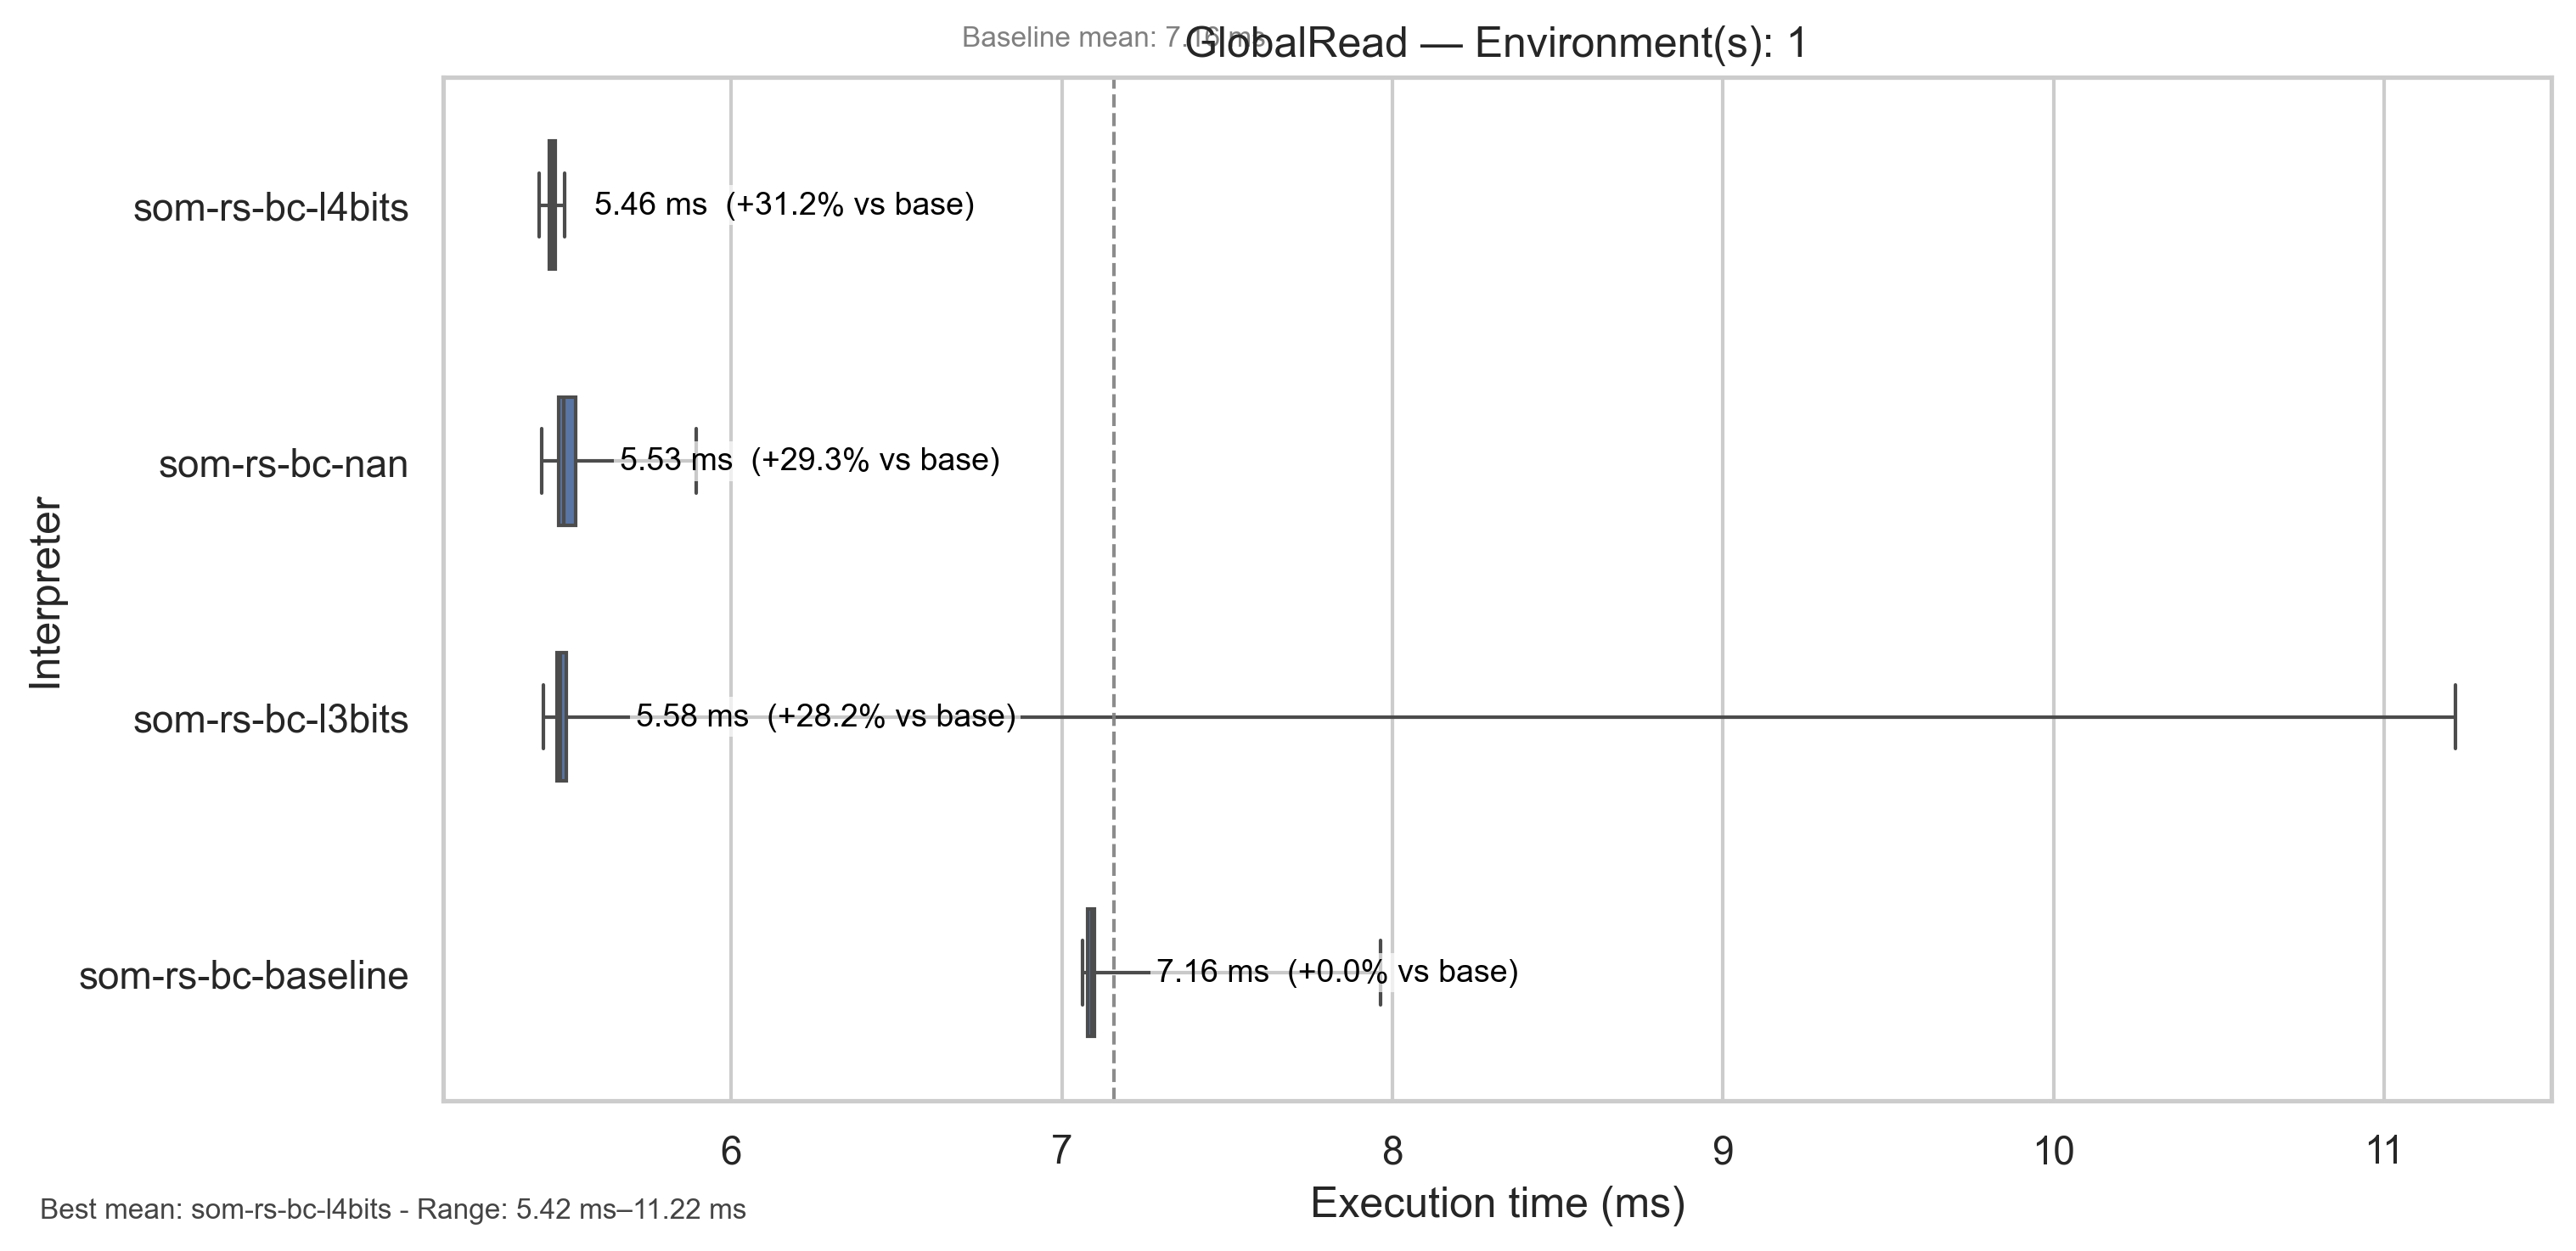 Baseline mean: 7.16 ms
GlobalRead — Environment(s): 1
Interpreter
som-rs-bc-l4bits
5.46 ms (+31.2% vs base)
som-rs-bc-nan
5.53 ms (+29.3% vs base)
som-rs-bc-l3bits
5.58 ms (+28.2% vs base)
som-rs-bc-baseline
7.16 ms (+0.0% vs base)
6 7 8 9 10 11
Execution time (ms)
Best mean: som-rs-bc-l4bits - Range: 5.42 ms–11.22 ms